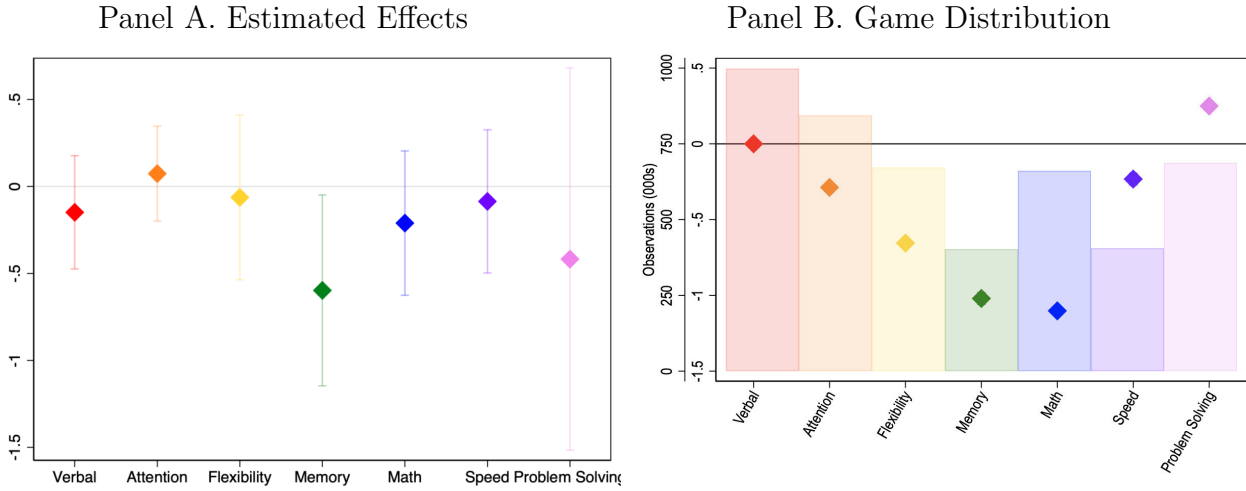 Panel A. Estimated Effects
.5
0
-.5
-1
-1.5
Verbal Attention Flexibility Memory Math Speed Problem Solving
Panel B. Game Distribution
Observations (0000s)
1000
750
500
250
0
.5
0
-.5
-1
-1.5
Verbal
Attention
Flexibility
Memory
Math
Speed
Problem Solving